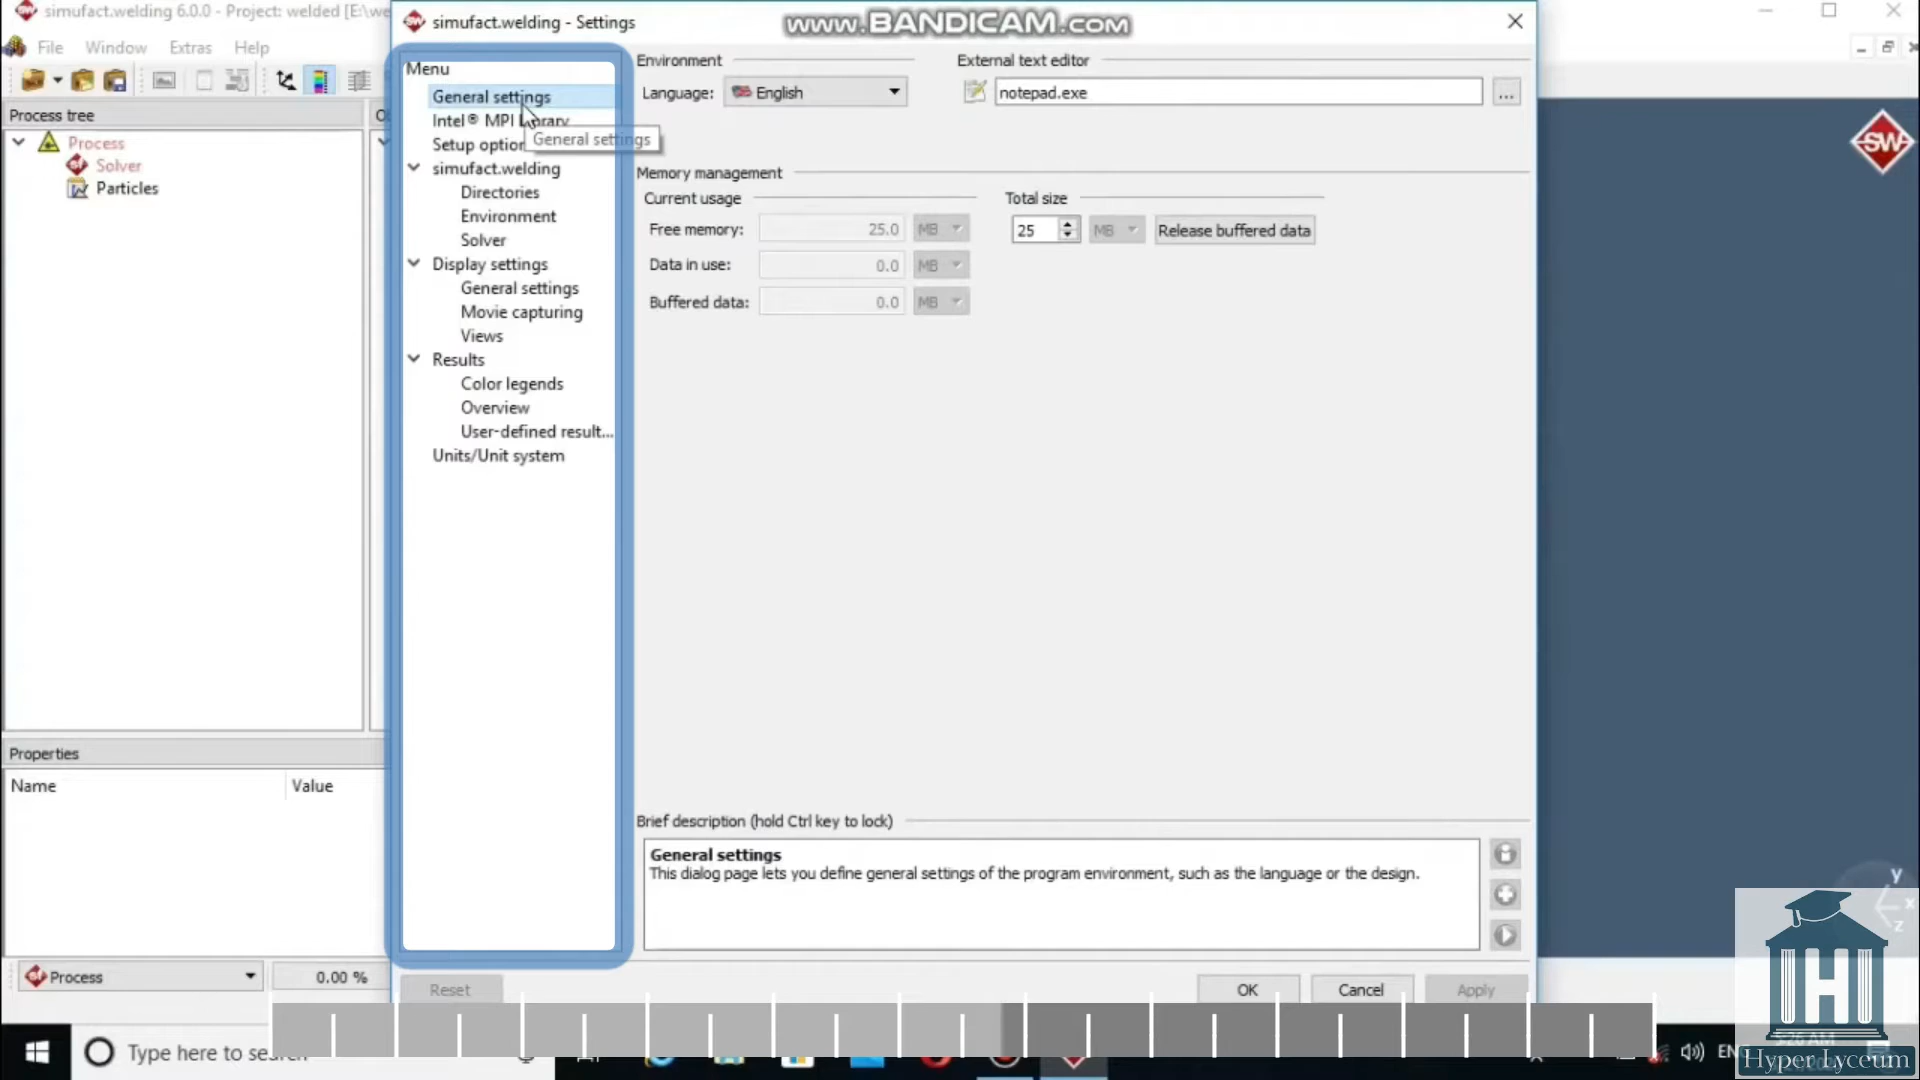 simufact.welding 6.0.0 - Project: welded [E:\we
simufact.welding - Settings
www.BANDICAM.com
File Window Extras Help
Process tree
Process
Solver
Particles
Menu
General settings
Intel® MPI Library
General settings
Setup option
simufact.welding
Directories
Environment
Solver
Display settings
General settings
Movie capturing
Views
Results
Color legends
Overview
User-defined result...
Units/Unit system
Environment
Language: English
External text editor
notepad.exe
...
Memory management
Current usage
Free memory: 25.0 MB
Data in use: 0.0 MB
Buffered data: 0.0 MB
Total size
25 MB Release buffered data
SW
Properties
Name Value
Brief description (hold Ctrl key to lock)
General settings
This dialog page lets you define general settings of the program environment, such as the language or the design.
Process 0.00 %
Reset OK Cancel Apply
y
x
z
Type here to search
Hyper Lyceum